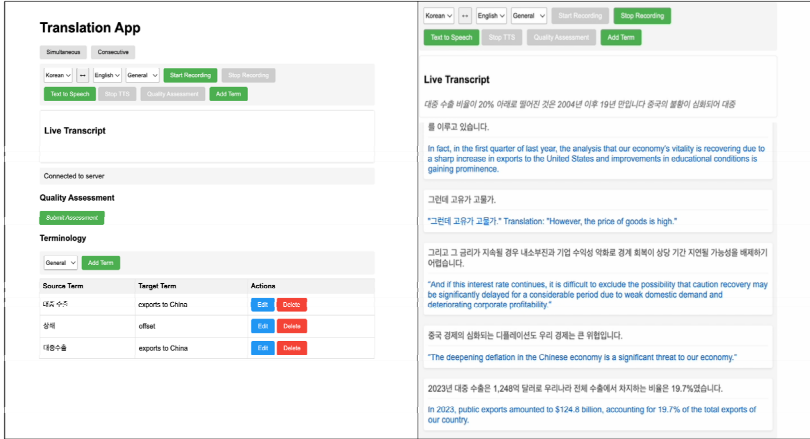 Translation App
Simultaneous Consecutive
Korean ↔ English General Start Recording Stop Recording
Text to Speech Stop TTS Quality Assessment Add Term
Live Transcript
Connected to server
Quality Assessment
Submit Assessment
Terminology
General Add Term
Source Term Target Term Actions
대중 수출 exports to China Edit Delete
상쇄 offset Edit Delete
대중수출 exports to China Edit Delete
Korean ↔ English General Start Recording Stop Recording
Text to Speech Stop TTS Quality Assessment Add Term
Live Transcript
대중 수출 비율이 20% 아래로 떨어진 것은 2004년 이후 19년 만입니다 중국의 불황이 심화되어 대중
를 이루고 있습니다.
In fact, in the first quarter of last year, the analysis that our economy's vitality is recovering due to
a sharp increase in exports to the United States and improvements in educational conditions is
gaining prominence.
그런데 고유가 고물가.
"그런데 고유가 고물가." Translation: "However, the price of goods is high."
그리고 그 금리가 지속될 경우 내소부진과 기업 수익성 악화로 경계 회복이 상당 기간 지연될 가능성을 배제하기
어렵습니다.
"And if this interest rate continues, it is difficult to exclude the possibility that caution recovery may
be significantly delayed for a considerable period due to weak domestic demand and
deteriorating corporate profitability."
중국 경제의 심화되는 디플레이션도 우리 경제는 큰 위협입니다.
"The deepening deflation in the Chinese economy is a significant threat to our economy."
2023년 대중 수출은 1,248억 달러로 우리나라 전체 수출에서 차지하는 비율은 19.7%였습니다.
In 2023, public exports amounted to $124.8 billion, accounting for 19.7% of the total exports of
our country.